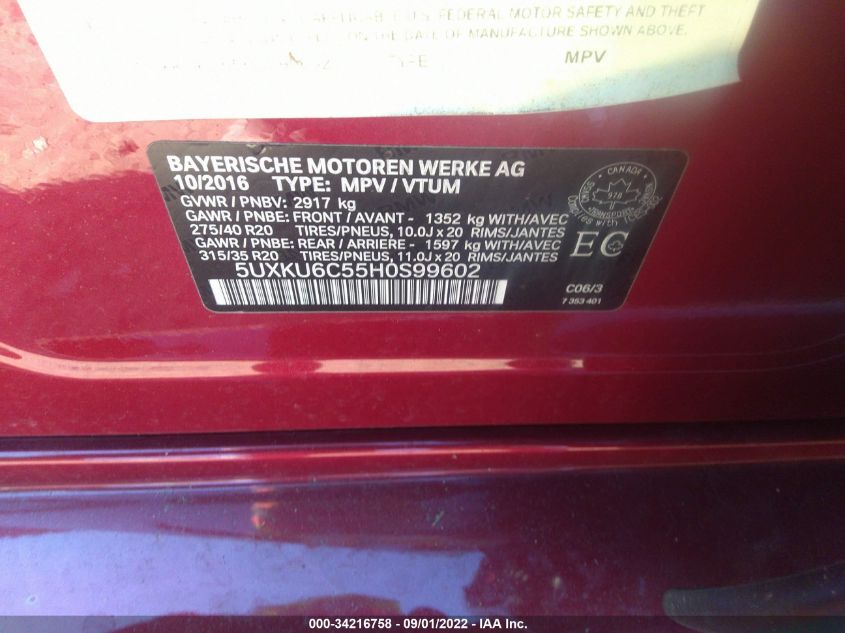 U.S. FEDERAL MOTOR SAFETY AND THEFT
ON THE DATE OF MANUFACTURE SHOWN ABOVE.
TYPE MPV
BAYERISCHE MOTOREN WERKE AG
10/2016 TYPE: MPV / VTUM
GVWR / PNBV: 2917 kg
GAWR / PNBE: FRONT / AVANT - 1352 kg WITH/AVEC
275/40 R20 TIRES/PNEUS, 10.0J x 20 RIMS/JANTES
GAWR / PNBE: REAR / ARRIERE - 1597 kg WITH/AVEC
315/35 R20 TIRES/PNEUS, 11.0J x 20 RIMS/JANTES
5UXKU6C55H0S99602
CANADA
TRANSPORT
EC
C06/3
7 353 401
000-34216758 - 09/01/2022 - IAA Inc.